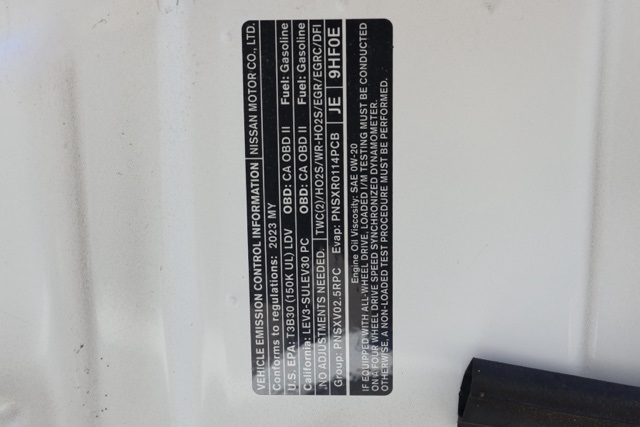 VEHICLE EMISSION CONTROL INFORMATION NISSAN MOTOR CO., LTD.
Conforms to regulations: 2023 MY
U.S. EPA: T3B30 (150K UL) LDV OBD: CA OBD II Fuel: Gasoline
California: LEV3-SULEV30 PC OBD: CA OBD II Fuel: Gasoline
NO ADJUSTMENTS NEEDED. TWC(2)/HO2S/WR-HO2S/EGR/EGRC/DFI
Group: PNSXV02.5RPC Evap: PNSXR0114PCB JE 9HF0E
Engine Oil Viscosity: SAE 0W-20
IF EQUIPPED WITH ALL-WHEEL DRIVE, LOADED I/M TESTING MUST BE CONDUCTED
ON A FOUR WHEEL DRIVE SPEED SYNCHRONIZED DYNAMOMETER.
OTHERWISE, A NON-LOADED TEST PROCEDURE MUST BE PERFORMED.